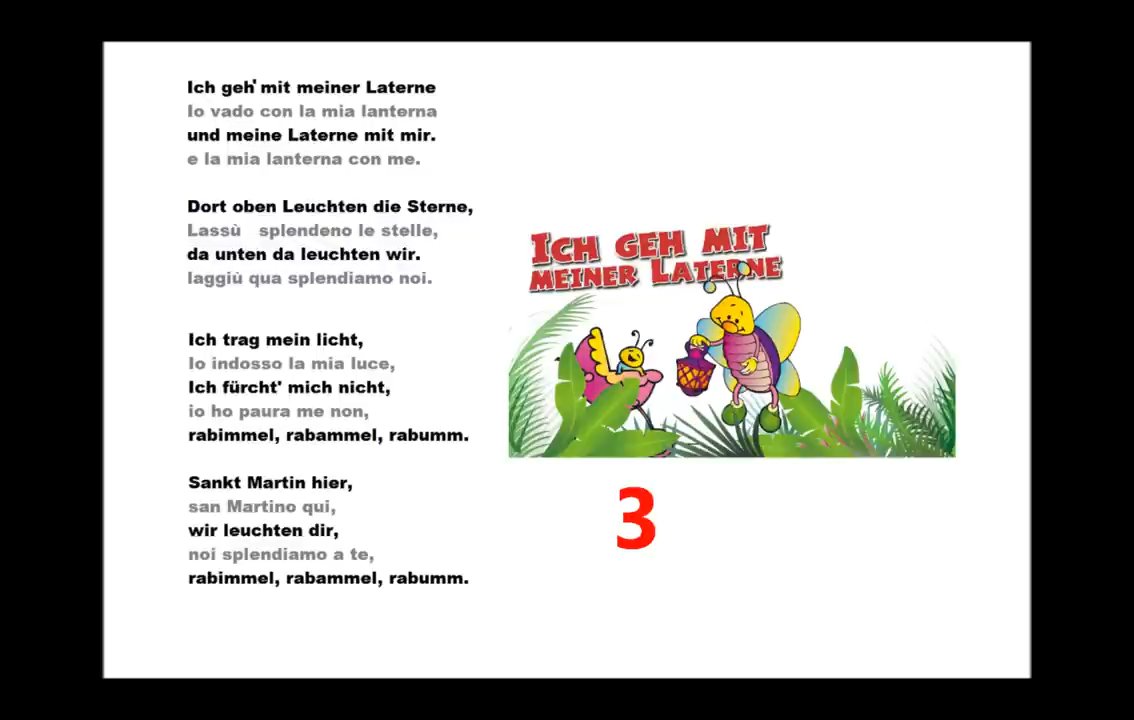 Ich geh' mit meiner Laterne
Io vado con la mia lanterna
und meine Laterne mit mir.
e la mia lanterna con me.
Dort oben Leuchten die Sterne,
Lassù splendeno le stelle,
da unten da leuchten wir.
laggiù qua splendiamo noi.
Ich trag mein licht,
Io indosso la mia luce,
Ich fürcht' mich nicht,
io ho paura me non,
rabimmel, rabammel, rabumm.
Sankt Martin hier,
san Martino qui,
wir leuchten dir,
noi splendiamo a te,
rabimmel, rabammel, rabumm.
ICH GEH MIT
MEINER LATERNE
3